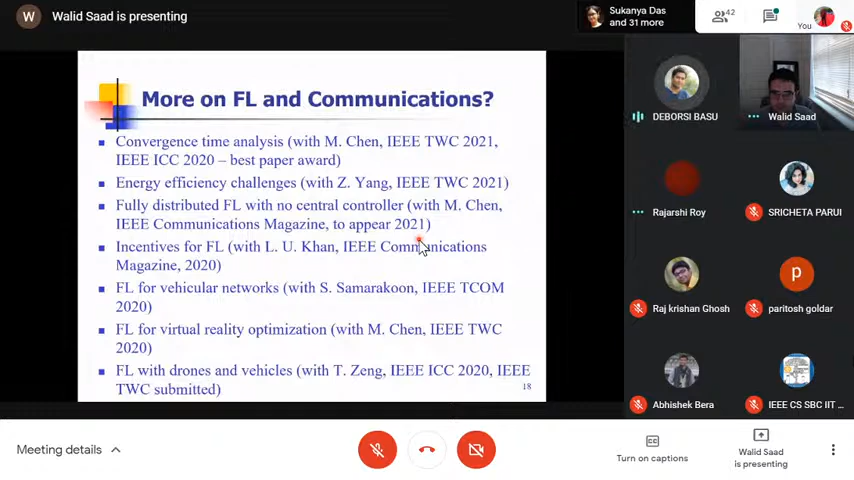 W
Walid Saad is presenting
Sukanya Das
and 31 more
42
You
More on FL and Communications?
Convergence time analysis (with M. Chen, IEEE TWC 2021,
IEEE ICC 2020 – best paper award)
Energy efficiency challenges (with Z. Yang, IEEE TWC 2021)
Fully distributed FL with no central controller (with M. Chen,
IEEE Communications Magazine, to appear 2021)
Incentives for FL (with L. U. Khan, IEEE Communications
Magazine, 2020)
FL for vehicular networks (with S. Samarakoon, IEEE TCOM
2020)
FL for virtual reality optimization (with M. Chen, IEEE TWC
2020)
FL with drones and vehicles (with T. Zeng, IEEE ICC 2020, IEEE
TWC submitted)
18
DEBORSI BASU
Walid Saad
Rajarshi Roy
SRICHETA PARUI
Raj krishan Ghosh
p
paritosh goldar
Abhishek Bera
IEEE CS SBC IIT ...
Meeting details
CC
Turn on captions
Walid Saad
is presenting